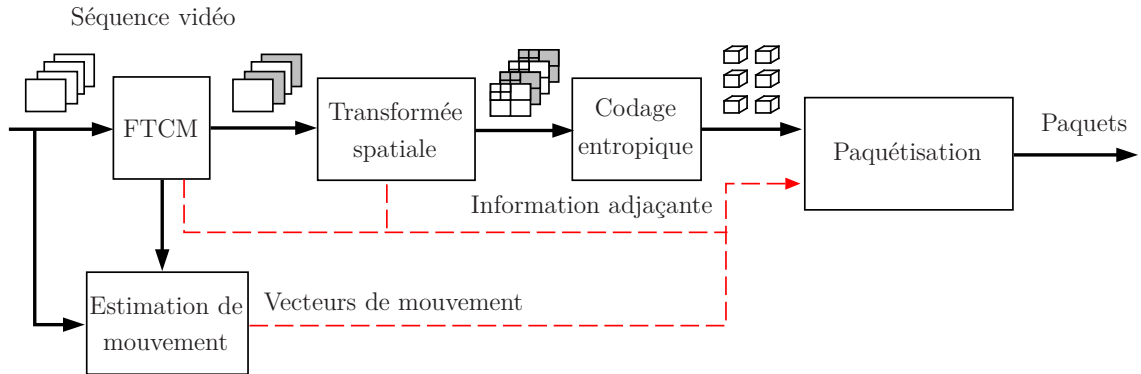 Séquence vidéo
FTCM
Transformée
spatiale
Codage
entropique
Paquétisation
Paquets
Information adjaçante
Estimation de
mouvement
Vecteurs de mouvement